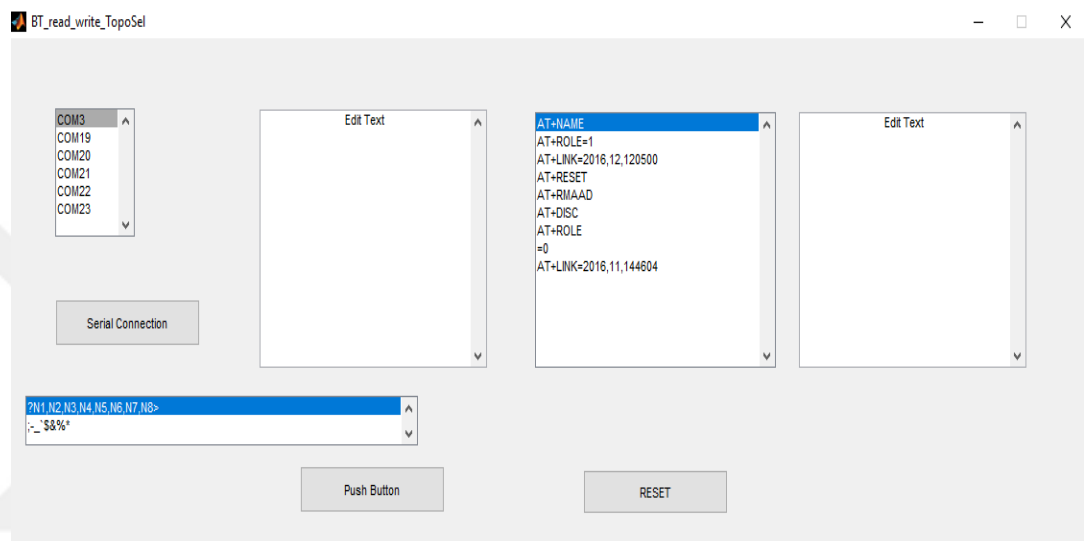 BT_read_write_TopoSel
COM3
COM19
COM20
COM21
COM22
COM23
Serial Connection
Edit Text
AT+NAME
AT+ROLE=1
AT+LINK=2016,12,120500
AT+RESET
AT+RMAAD
AT+DISC
AT+ROLE
=0
AT+LINK=2016,11,144604
Edit Text
?N1,N2,N3,N4,N5,N6,N7,N8>
;-_`$&%*
Push Button
RESET